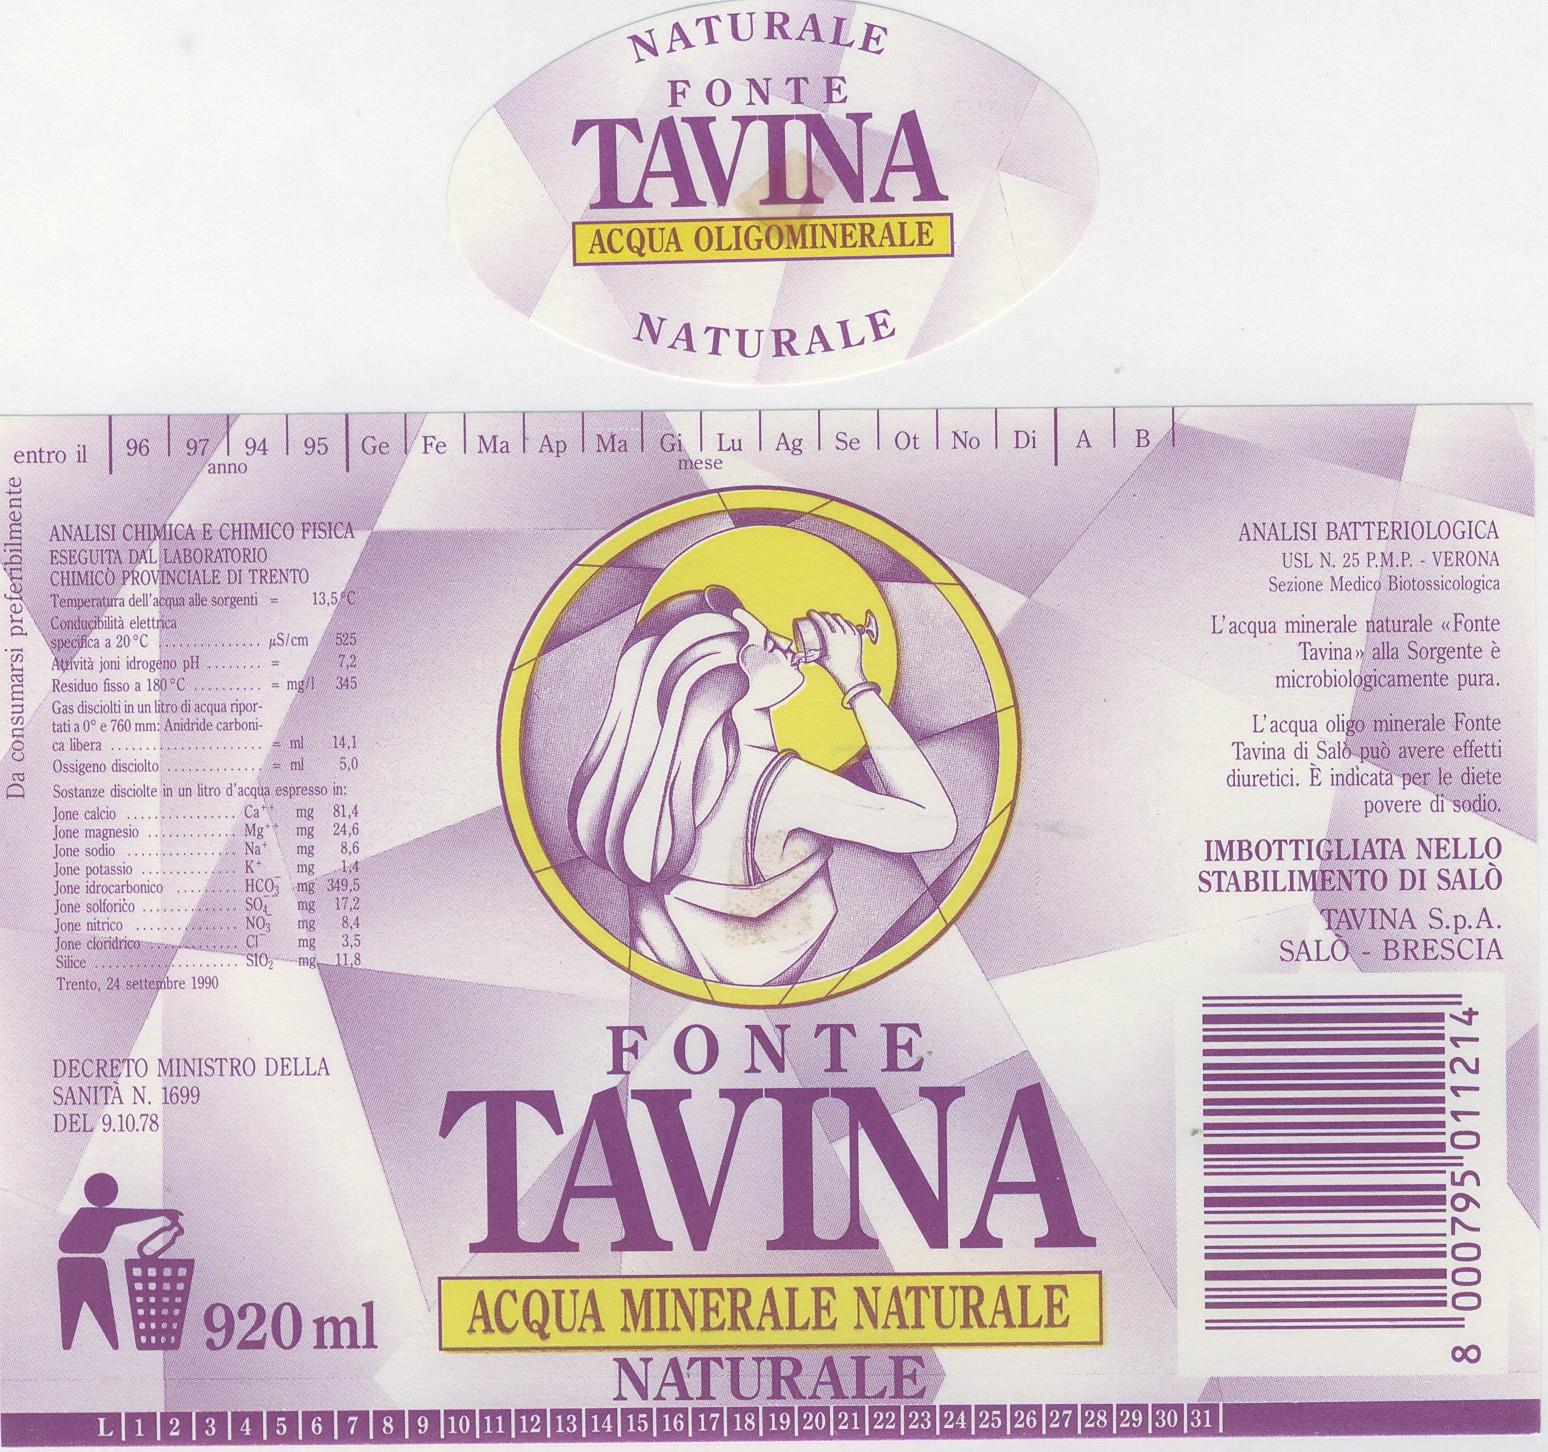 NATURALE
FONTE
TAVINA
ACQUA OLIGOMINERALE
NATURALE
entro il 96 97 94 95 Ge Fe Ma Ap Ma Gi Lu Ag Se Ot No Di A B
anno mese
Da consumarsi preferibilmente
ANALISI CHIMICA E CHIMICO FISICA
ESEGUITA DAL LABORATORIO
CHIMICO PROVINCIALE DI TRENTO
Temperatura dell'acqua alle sorgenti = 13,5°C
Conducibilità elettrica
specifica a 20°C ............. µS/cm 525
Attività joni idrogeno pH ........ = 7,2
Residuo fisso a 180°C .......... = mg/l 345
Gas disciolti in un litro di acqua ripor-
tati a 0° e 760 mm: Anidride carboni-
ca libera ....................... = ml 14,1
Ossigeno disciolto .............. = ml 5,0
Sostanze disciolte in un litro d'acqua espresso in:
Jone calcio ................ Ca++ mg 81,4
Jone magnesio ............. Mg++ mg 24,6
Jone sodio ................ Na+ mg 8,6
Jone potassio .............. K+ mg 1,4
Jone idrocarbonico ......... HCO3- mg 349,5
Jone solforico .............. SO4-- mg 17,2
Jone nitrico ............... NO3- mg 8,4
Jone cloridrico ............. Cl- mg 3,5
Silice ..................... SIO2 mg 11,8
Trento, 24 settembre 1990
DECRETO MINISTRO DELLA
SANITÀ N. 1699
DEL 9.10.78
920 ml
FONTE
TAVINA
ACQUA MINERALE NATURALE
NATURALE
ANALISI BATTERIOLOGICA
USL N. 25 P.M.P. - VERONA
Sezione Medico Biotossicologica
L'acqua minerale naturale «Fonte
Tavina» alla Sorgente è
microbiologicamente pura.
L'acqua oligo minerale Fonte
Tavina di Salò può avere effetti
diuretici. È indicata per le diete
povere di sodio.
IMBOTTIGLIATA NELLO
STABILIMENTO DI SALÒ
TAVINA S.p.A.
SALÒ - BRESCIA
8 000795 011214
L 1 2 3 4 5 6 7 8 9 10 11 12 13 14 15 16 17 18 19 20 21 22 23 24 25 26 27 28 29 30 31